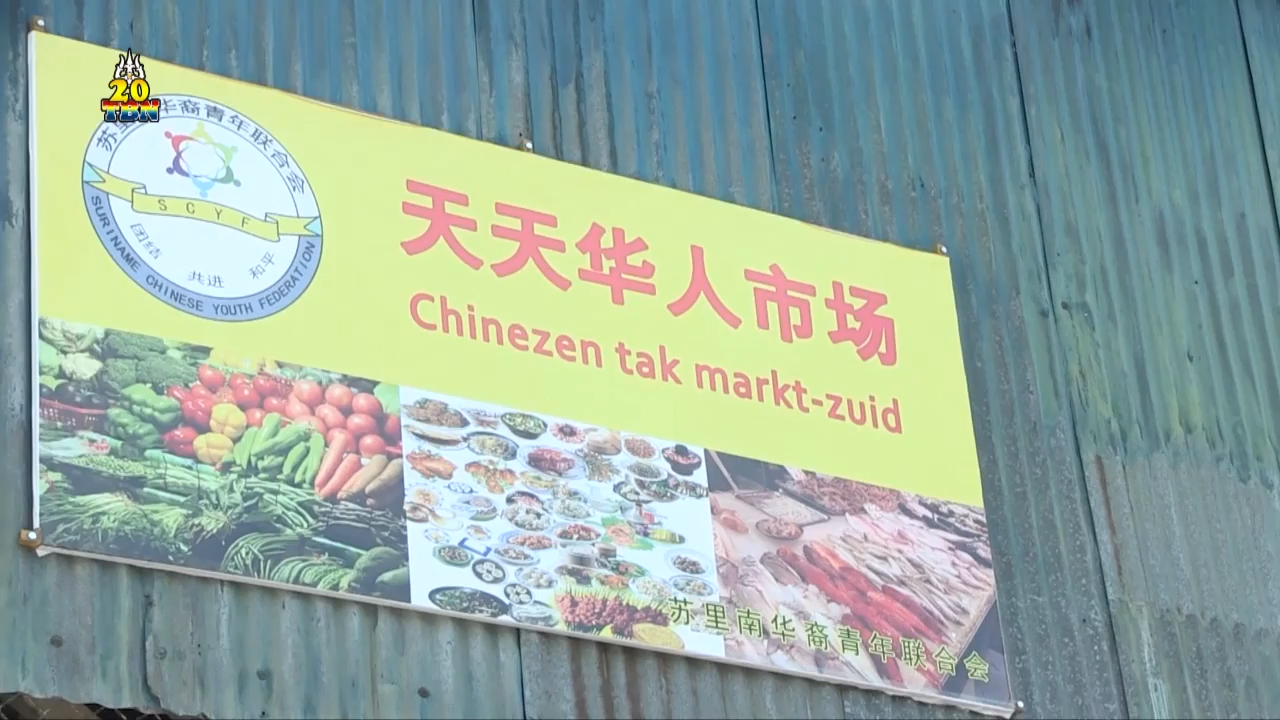 20
TBN
苏里 华裔青年联合会
SCYF
团结
共进
和平
SURINAME CHINESE YOUTH FEDERATION
天天华人市场
Chinezen tak markt-zuid
苏里南华裔青年联合会